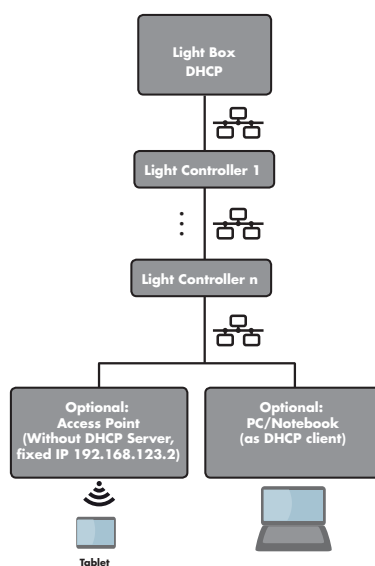 Light Box
DHCP
Light Controller 1
Light Controller n
Optional:
Access Point
(Without DHCP Server,
fixed IP 192.168.123.2)
Optional:
PC/Notebook
(as DHCP client)
Tablet